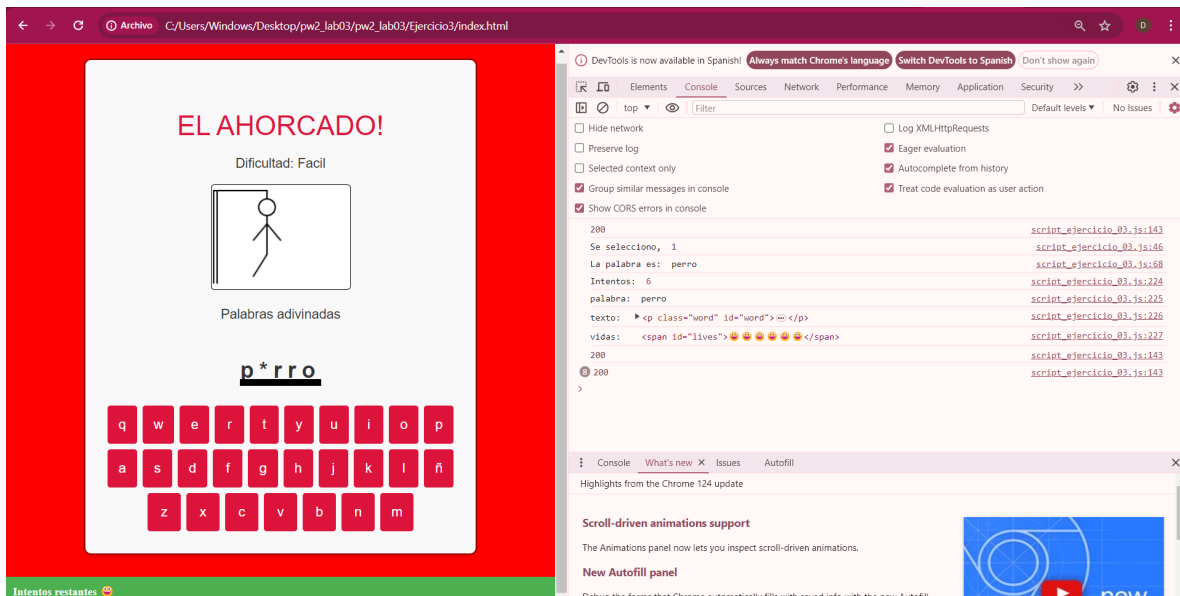 Archivo C:/Users/Windows/Desktop/pw2_lab03/pw2_lab03/Ejercicio3/index.html D
EL AHORCADO!
Dificultad: Facil
Palabras adivinadas
p * r r o
q w e r t y u i o p
a s d f g h j k l ñ
z x c v b n m
Intentos restantes 😀
DevTools is now available in Spanish! Always match Chrome's language Switch DevTools to Spanish Don't show again
Elements Console Sources Network Performance Memory Application Security
top Filter Default levels No Issues
Hide network Log XMLHttpRequests
Preserve log Eager evaluation
Selected context only Autocomplete from history
Group similar messages in console Treat code evaluation as user action
Show CORS errors in console
200 script_ejercicio_03.js:143
Se selecciono, 1 script_ejercicio_03.js:46
La palabra es: perro script_ejercicio_03.js:68
Intentos: 6 script_ejercicio_03.js:224
palabra: perro script_ejercicio_03.js:225
texto: <p class="word" id="word">…</p> script_ejercicio_03.js:226
vidas: <span id="lives">😀😀😀😀😀😀</span> script_ejercicio_03.js:227
200 script_ejercicio_03.js:143
8 200 script_ejercicio_03.js:143
Console What's new Issues Autofill
Highlights from the Chrome 124 update
Scroll-driven animations support
The Animations panel now lets you inspect scroll-driven animations.
New Autofill panel
new